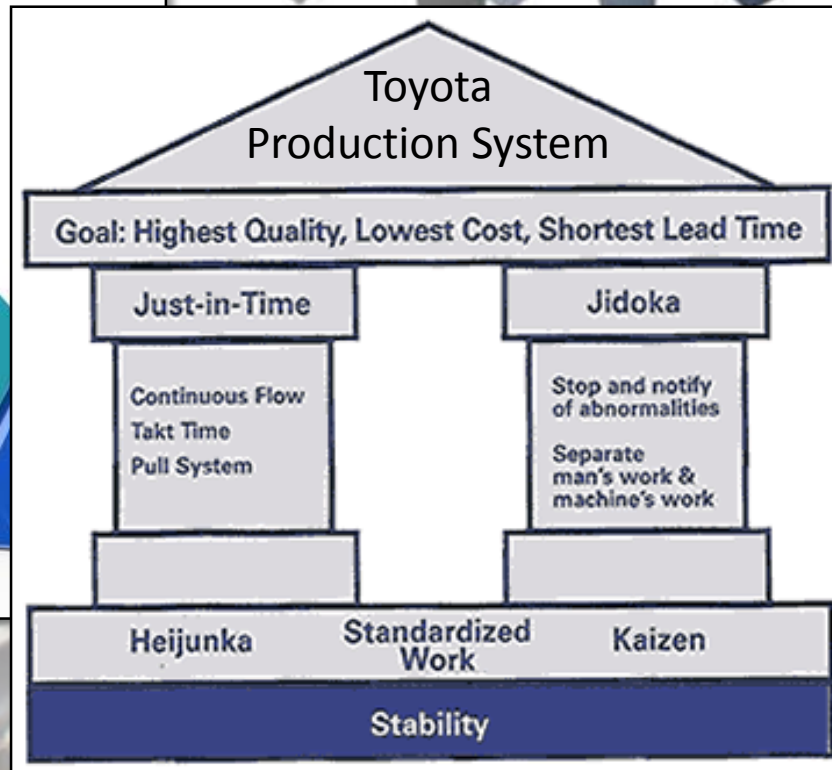 Toyota
Production System
Goal: Highest Quality, Lowest Cost, Shortest Lead Time
Just-in-Time
Jidoka
Continuous Flow
Takt Time
Pull System
Stop and notify
of abnormalities
Separate
man's work &
machine's work
Heijunka
Standardized
Work
Kaizen
Stability